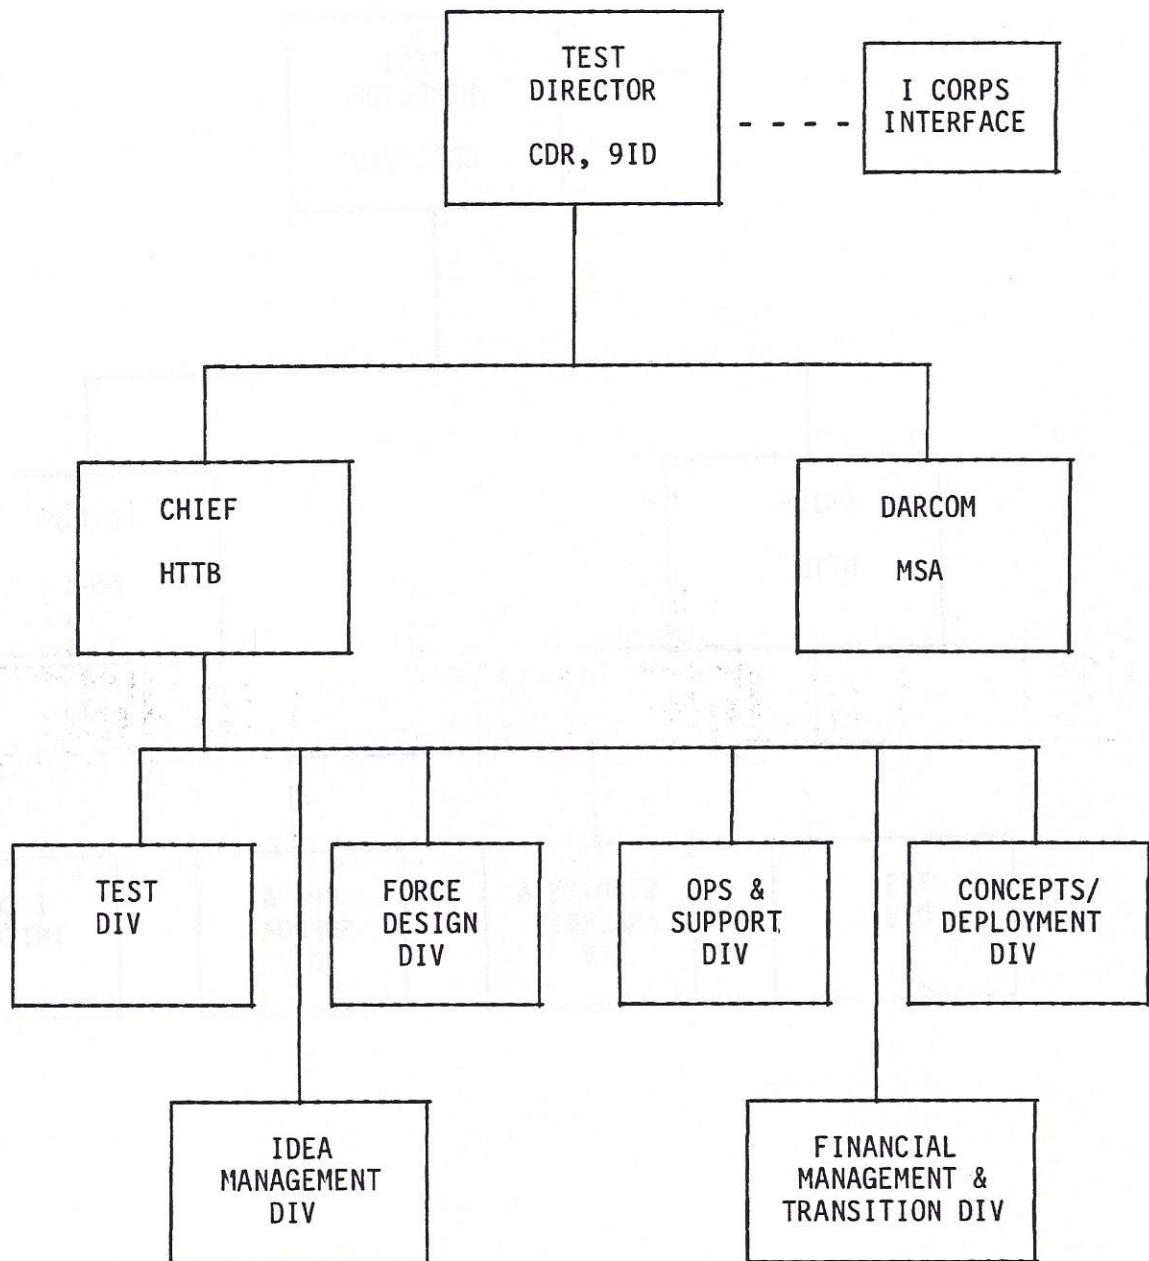 TEST
DIRECTOR
CDR, 9ID
I CORPS
INTERFACE
CHIEF
HTTB
DARCOM
MSA
TEST
DIV
FORCE
DESIGN
DIV
OPS &
SUPPORT
DIV
CONCEPTS/
DEPLOYMENT
DIV
IDEA
MANAGEMENT
DIV
FINANCIAL
MANAGEMENT &
TRANSITION DIV